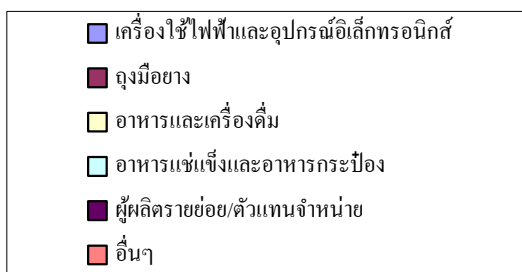 เครื่องใช้ไฟฟ้าและอุปกรณ์อิเล็กทรอนิกส์
ถุงมือยาง
อาหารและเครื่องดื่ม
อาหารแช่แข็งและอาหารกระป๋อง
ผู้ผลิตรายย่อย/ตัวแทนจำหน่าย
อื่นๆ